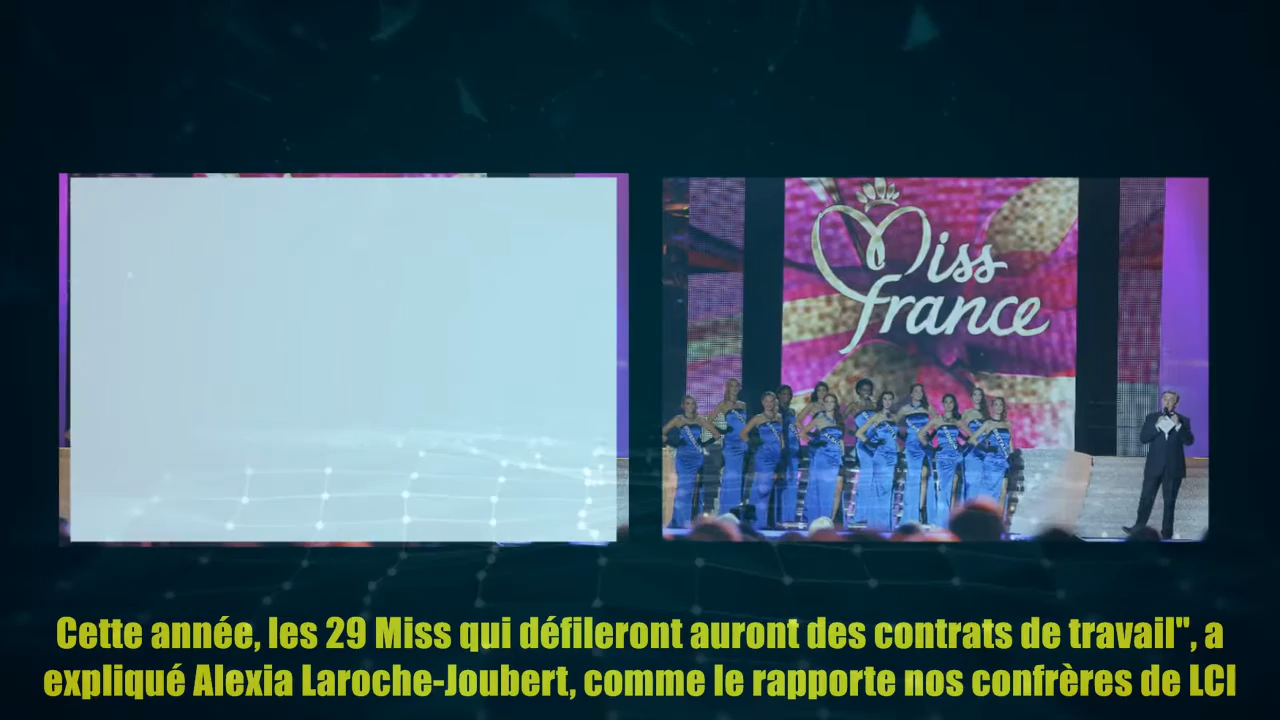 Miss
france
Cette année, les 29 Miss qui défileront auront des contrats de travail", a
expliqué Alexia Laroche-Joubert, comme le rapporte nos confrères de LCI